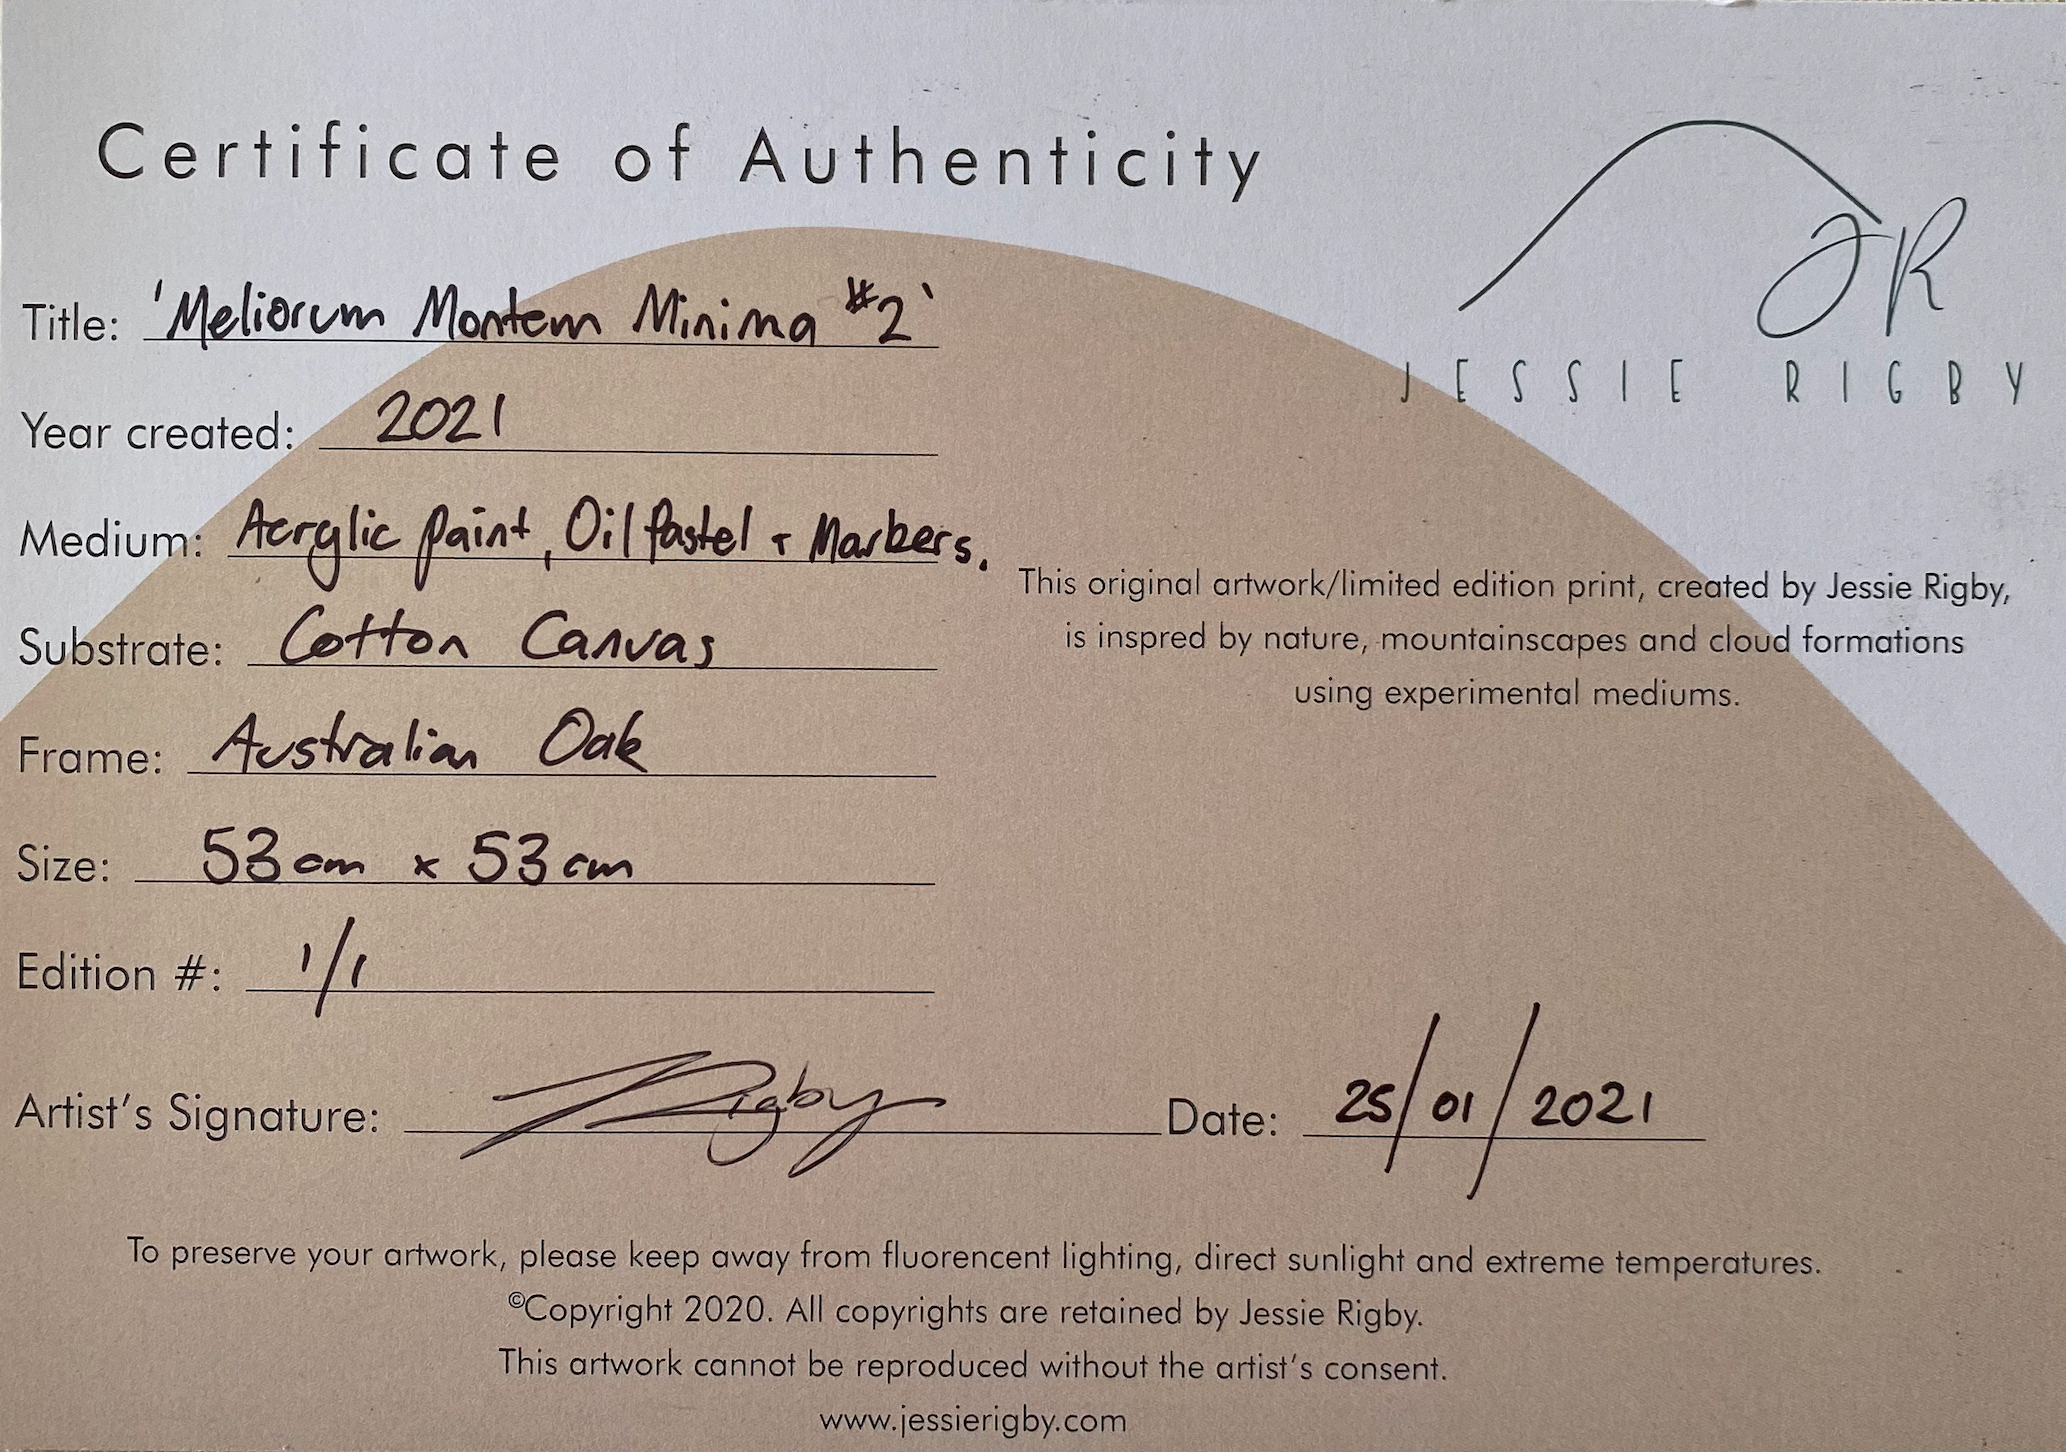 Certificate of Authenticity
JR
JESSIE RIGBY
Title: 'Meliorum Montem Minima #2'
Year created: 2021
Medium: Acrylic paint, Oil Pastel + Markers.
Substrate: Cotton Canvas
Frame: Australian Oak
Size: 53cm x 53cm
Edition #: 1/1
This original artwork/limited edition print, created by Jessie Rigby,
is inspred by nature, mountainscapes and cloud formations
using experimental mediums.
Artist's Signature: JRigby Date: 25/01/2021
To preserve your artwork, please keep away from fluorencent lighting, direct sunlight and extreme temperatures.
©Copyright 2020. All copyrights are retained by Jessie Rigby.
This artwork cannot be reproduced without the artist's consent.
www.jessierigby.com